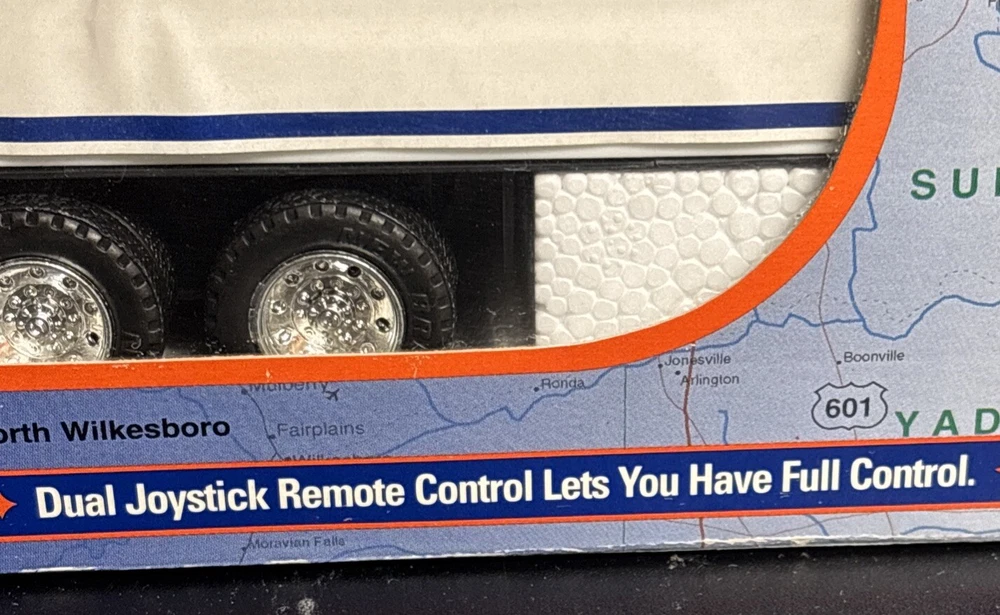 SU
Jonesville
Boonville
Arlington
Ronda
Mulberry
601
YAD
orth Wilkesboro
Fairplains
Dual Joystick Remote Control Lets You Have Full Control.
Moravian Falls